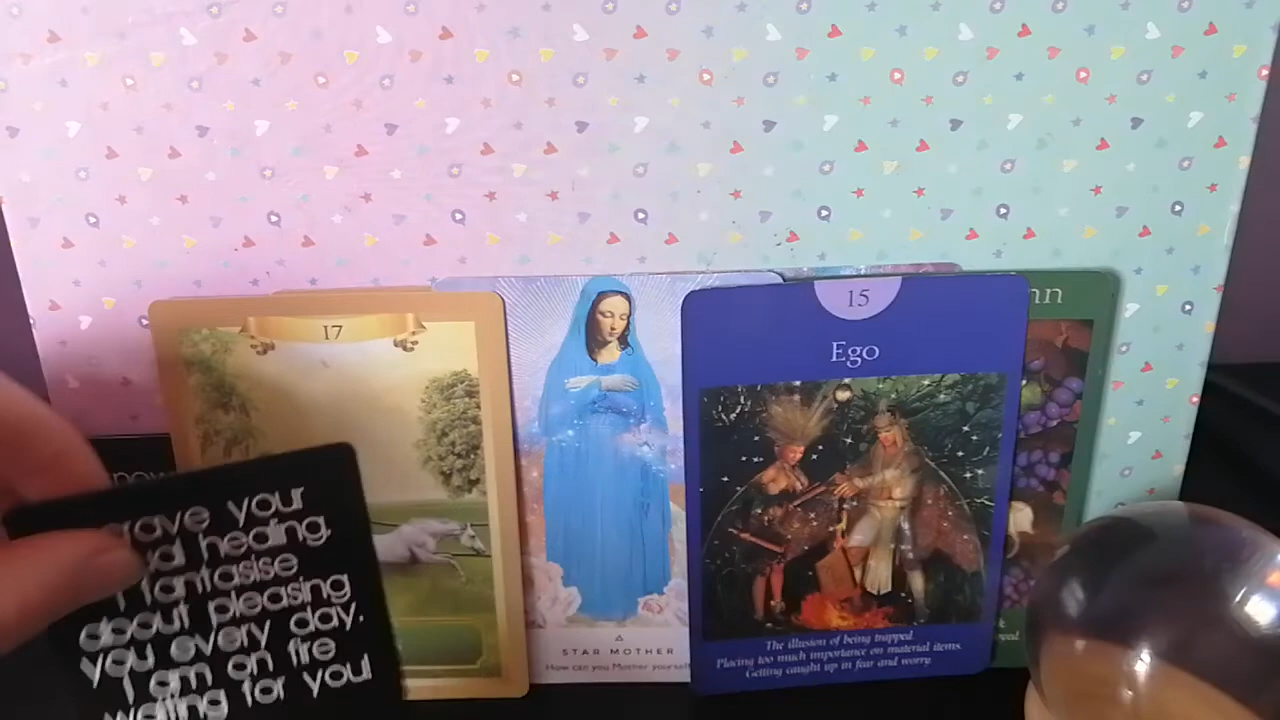 17
15
Ego
STAR MOTHER
How can you Mother yourself
The illusion of being trapped.
Placing too much importance on material items.
Getting caught up in fear and worry.
your
healing.
fantasise
about pleasing
you every day.
I am on fire
waiting for you!